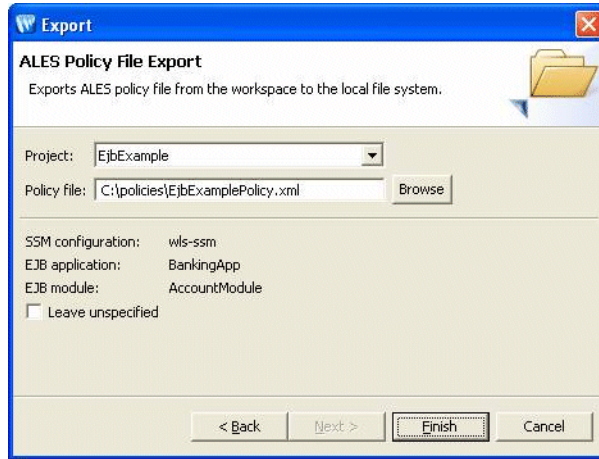 Export
ALES Policy File Export
Exports ALES policy file from the workspace to the local file system.
Project: EjbExample
Policy file: C:\policies\EjbExamplePolicy.xml Browse
SSM configuration: wls-ssm
EJB application: BankingApp
EJB module: AccountModule
Leave unspecified
< Back Next > Finish Cancel